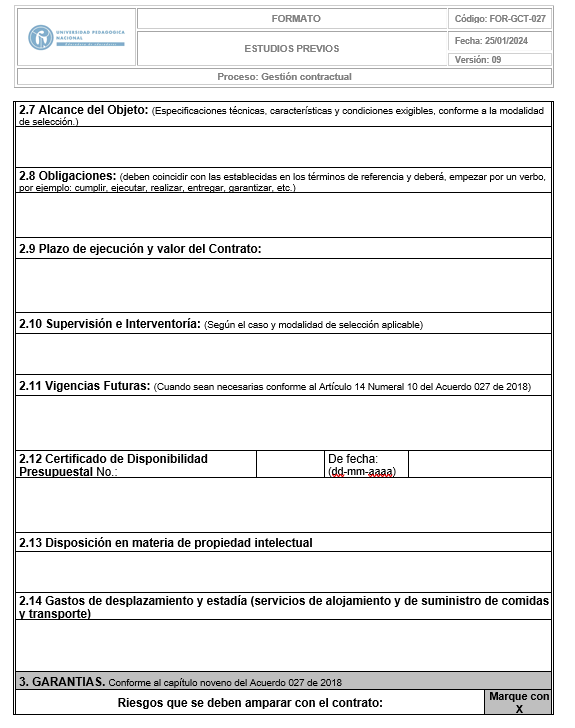 UNIVERSIDAD PEDAGOGICA
NACIONAL
FORMATO
Código: FOR-GCT-027
ESTUDIOS PREVIOS
Fecha: 25/01/2024
Versión: 09
Proceso: Gestión contractual
2.7 Alcance del Objeto: (Especificaciones técnicas, características y condiciones exigibles, conforme a la modalidad
de selección.)
2.8 Obligaciones: (deben coincidir con las establecidas en los términos de referencia y deberá, empezar por un verbo,
por ejemplo: cumplir, ejecutar, realizar, entregar, garantizar, etc.)
2.9 Plazo de ejecución y valor del Contrato:
2.10 Supervisión e Interventoría: (Según el caso y modalidad de selección aplicable)
2.11 Vigencias Futuras: (Cuando sean necesarias conforme al Artículo 14 Numeral 10 del Acuerdo 027 de 2018)
2.12 Certificado de Disponibilidad
Presupuestal No.:
De fecha:
(dd-mm-aaaa)
2.13 Disposición en materia de propiedad intelectual
2.14 Gastos de desplazamiento y estadía (servicios de alojamiento y de suministro de comidas
y transporte)
3. GARANTIAS. Conforme al capítulo noveno del Acuerdo 027 de 2018
Riesgos que se deben amparar con el contrato:
Marque con
X